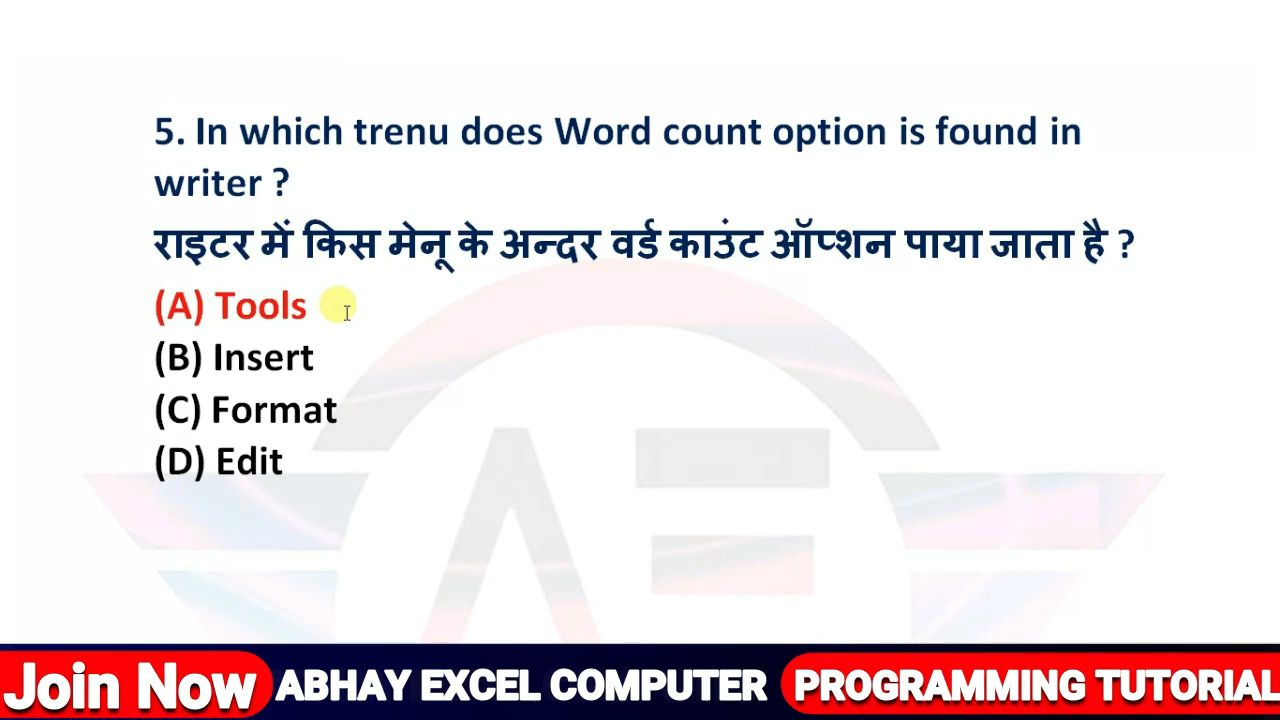 5. In which trenu does Word count option is found in
writer ?
राइटर में किस मेनू के अन्दर वर्ड काउंट ऑप्शन पाया जाता है ?
(A) Tools
(B) Insert
(C) Format
(D) Edit
AE
Join Now ABHAY EXCEL COMPUTER PROGRAMMING TUTORIAL